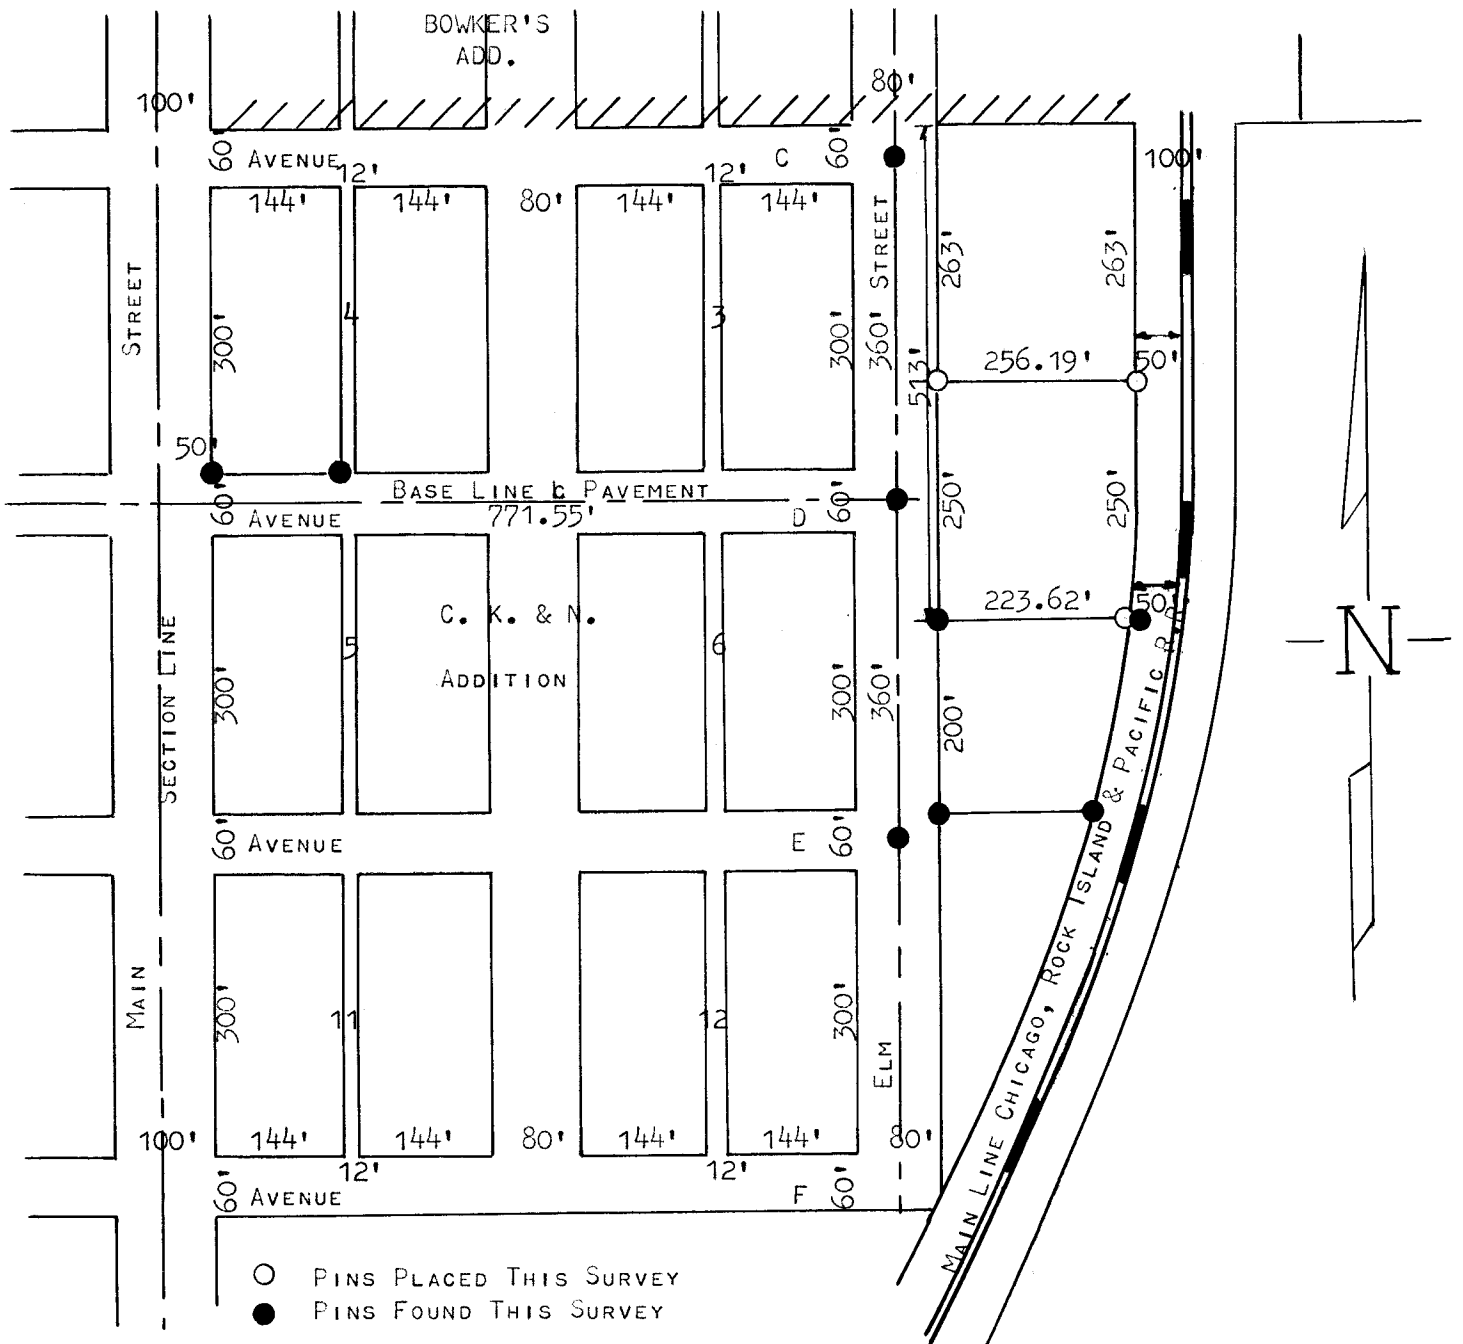 BOWKER'S
ADD.
100'
80'
60'
AVENUE
12'
12'
C
60'
100'
144'
144'
80'
144'
144'
STREET
300'
4
3
300'
360'
STREET
513'
263'
263'
256.19'
50'
50'
60'
BASE LINE ℄ PAVEMENT
771.55'
AVENUE
D
60'
250'
250'
223.62'
50'
SECTION LINE
C. K. & N.
ADDITION
5
6
300'
300'
360'
200'
60'
AVENUE
E
60'
MAIN
300'
11
12
300'
ELM
MAIN LINE CHICAGO, ROCK ISLAND & PACIFIC R.R.
N
100'
144'
144'
80'
144'
144'
80'
12'
12'
60'
AVENUE
F
60'
PINS PLACED THIS SURVEY
PINS FOUND THIS SURVEY